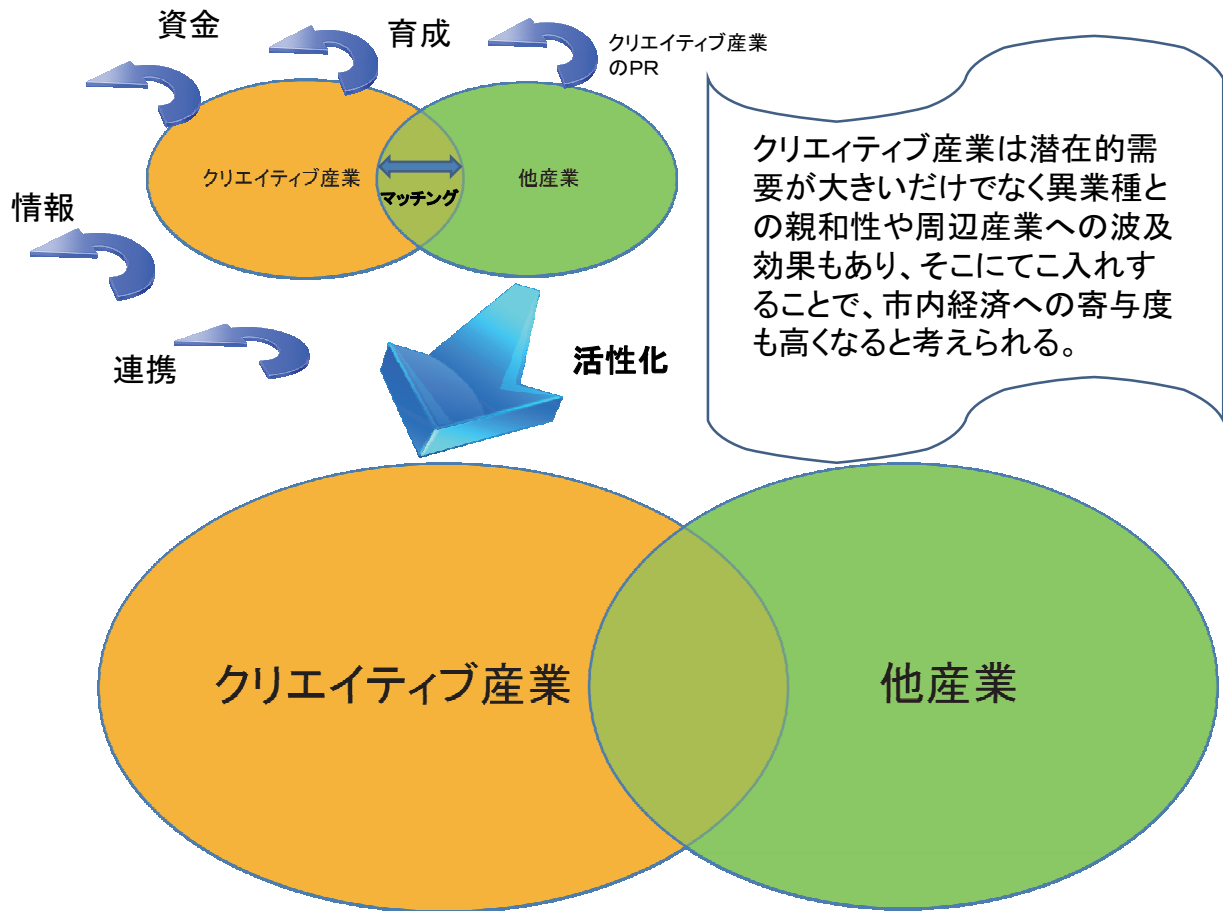 資金
育成
クリエイティブ産業
のPR
クリエイティブ産業
他産業
マッチング
情報
連携
活性化
クリエィティブ産業は潜在的需
要が大きいだけでなく異業種と
の親和性や周辺産業への波及
効果もあり、そこにてこ入れす
ることで、市内経済への寄与度
も高くなると考えられる。
クリエイティブ産業
他産業